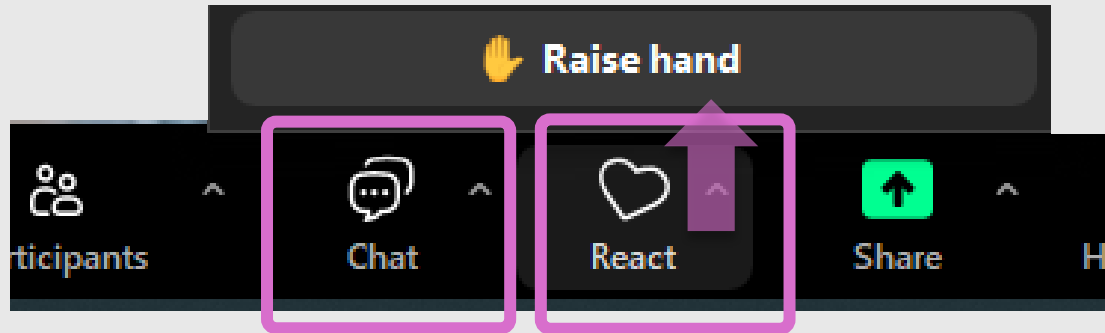 ✋ Raise hand
rticipants
Chat
React
Share
H